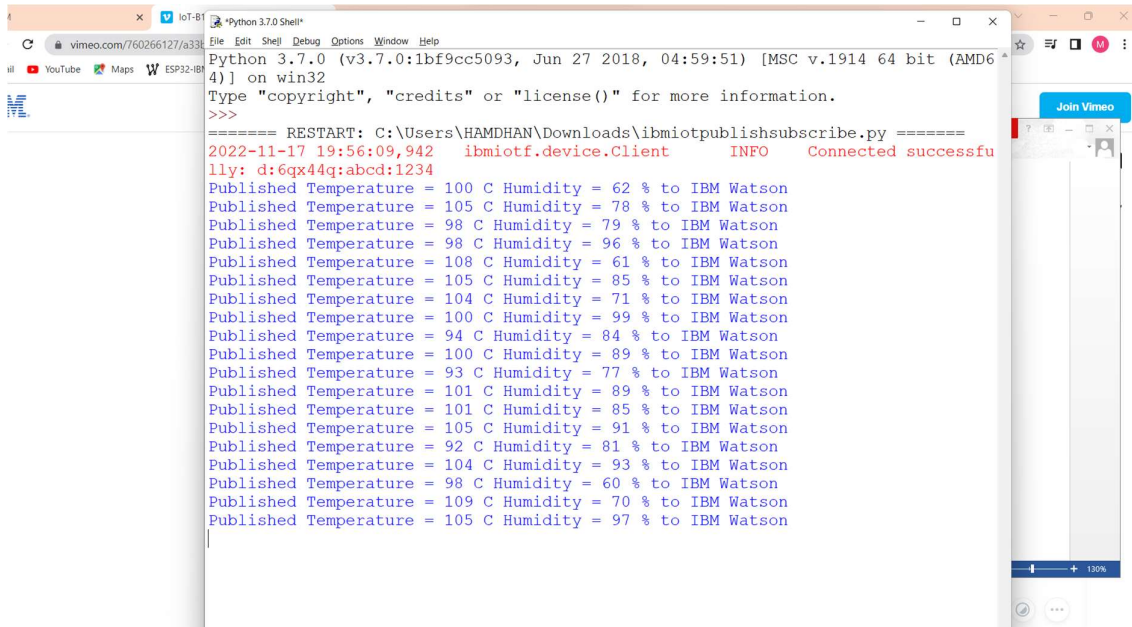 IoT-B1
*Python 3.7.0 Shell*
vimeo.com/760266127/a33b
File Edit Shell Debug Options Window Help
YouTube Maps ESP32-IB
M
Join Vimeo
Python 3.7.0 (v3.7.0:1bf9cc5093, Jun 27 2018, 04:59:51) [MSC v.1914 64 bit (AMD6
4)] on win32
Type "copyright", "credits" or "license()" for more information.
>>>
======= RESTART: C:\Users\HAMDHAN\Downloads\ibmiotpublishsubscribe.py =======
2022-11-17 19:56:09,942   ibmiotf.device.Client      INFO    Connected successfu
lly: d:6qx44q:abcd:1234
Published Temperature = 100 C Humidity = 62 % to IBM Watson
Published Temperature = 105 C Humidity = 78 % to IBM Watson
Published Temperature = 98 C Humidity = 79 % to IBM Watson
Published Temperature = 98 C Humidity = 96 % to IBM Watson
Published Temperature = 108 C Humidity = 61 % to IBM Watson
Published Temperature = 105 C Humidity = 85 % to IBM Watson
Published Temperature = 104 C Humidity = 71 % to IBM Watson
Published Temperature = 100 C Humidity = 99 % to IBM Watson
Published Temperature = 94 C Humidity = 84 % to IBM Watson
Published Temperature = 100 C Humidity = 89 % to IBM Watson
Published Temperature = 93 C Humidity = 77 % to IBM Watson
Published Temperature = 101 C Humidity = 89 % to IBM Watson
Published Temperature = 101 C Humidity = 85 % to IBM Watson
Published Temperature = 105 C Humidity = 91 % to IBM Watson
Published Temperature = 92 C Humidity = 81 % to IBM Watson
Published Temperature = 104 C Humidity = 93 % to IBM Watson
Published Temperature = 98 C Humidity = 60 % to IBM Watson
Published Temperature = 109 C Humidity = 70 % to IBM Watson
Published Temperature = 105 C Humidity = 97 % to IBM Watson
130%